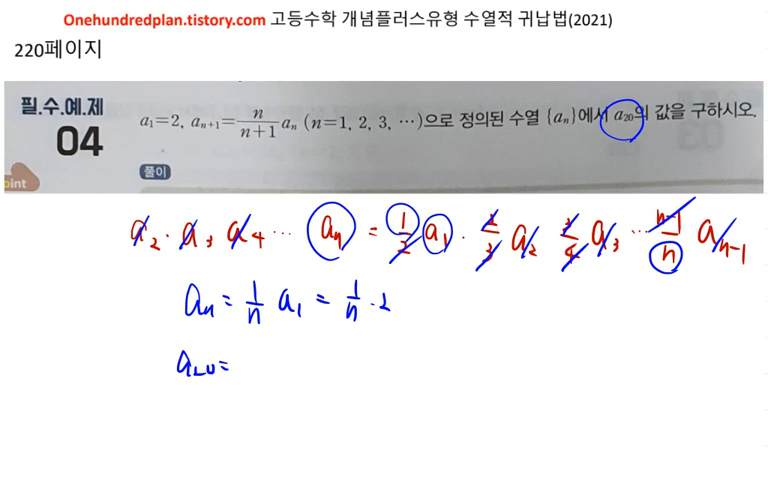 Onehundredplan.tistory.com 고등수학 개념플러스유형 수열적 귀납법(2021)
220페이지
필.수.예.제
04
a₁=2, aₙ₊₁=n/(n+1) aₙ (n=1, 2, 3, ⋯)으로 정의된 수열 {aₙ}에서 a₂₀의 값을 구하시오.
풀이
oint
a₂ · a₃ a₄ ⋯ aₙ = 1/2 a₁ · 2/3 a₂ 3/4 a₃ ⋯ n-1/n aₙ₋₁
aₙ = 1/n a₁ = 1/n · 2
a₂₀ =